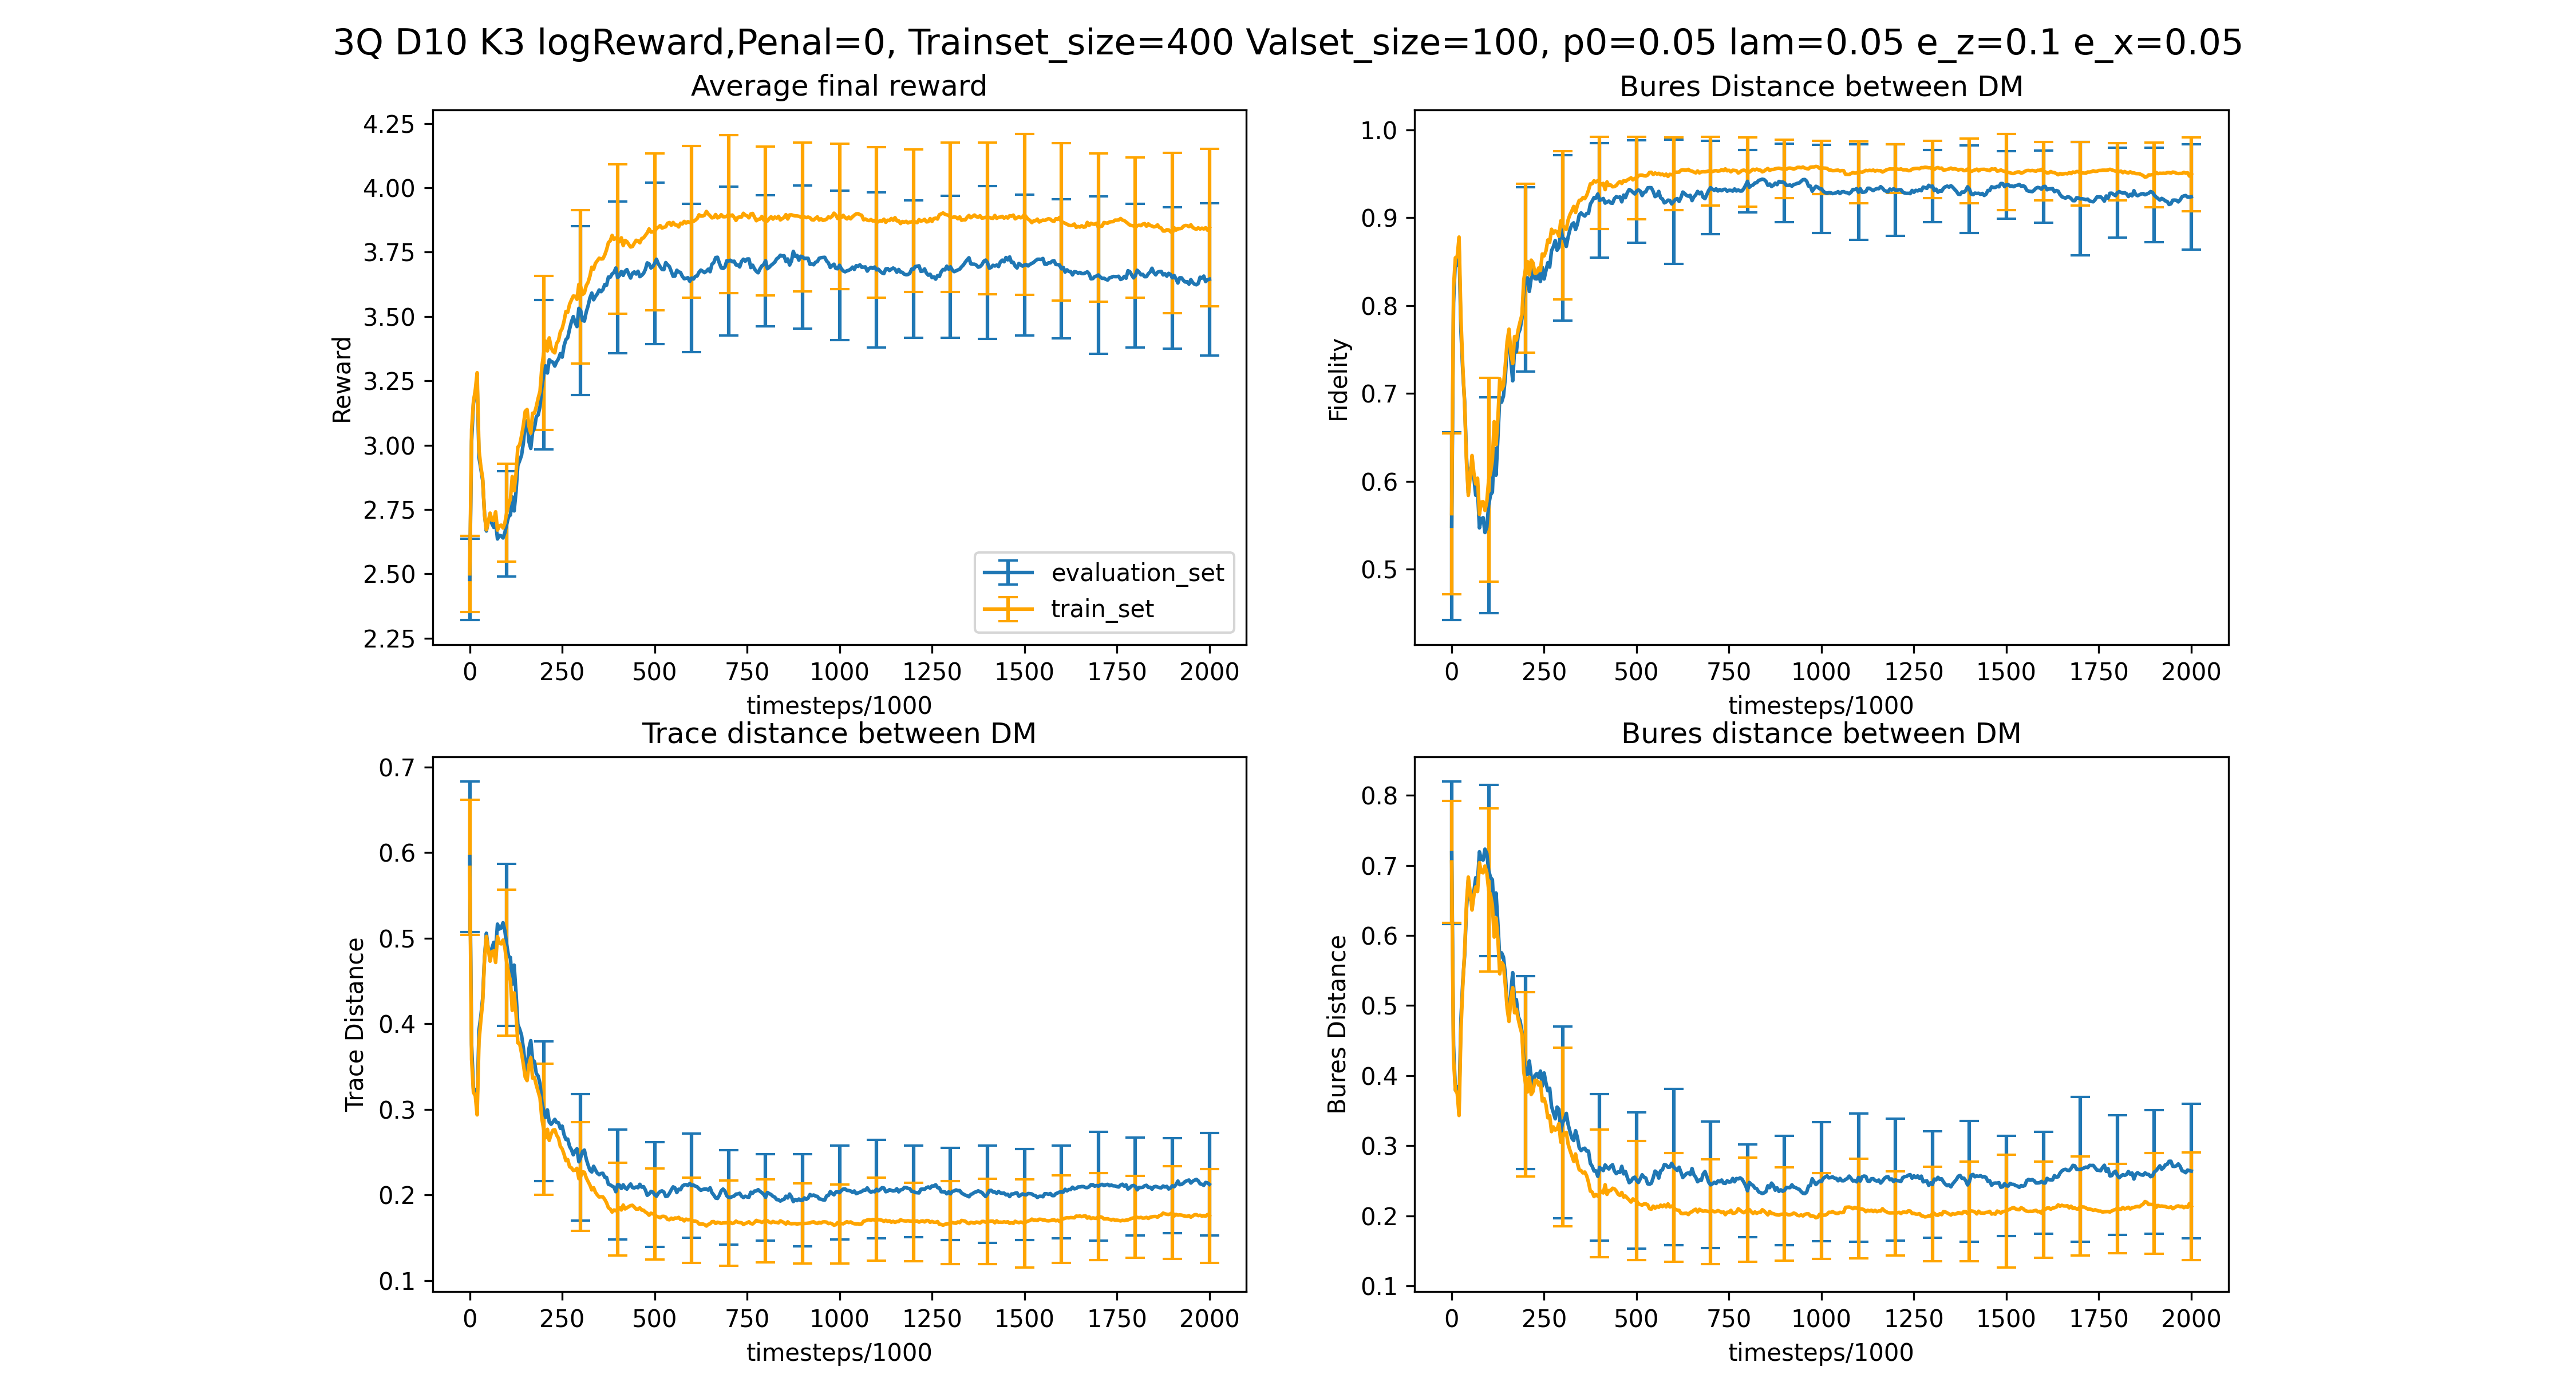 3Q D10 K3 logReward,Penal=0, Trainset_size=400 Valset_size=100, p0=0.05 lam=0.05 e_z=0.1 e_x=0.05
Average final reward
4.25
4.00
3.75
3.50
3.25
3.00
2.75
2.50
2.25
Reward
evaluation_set
train_set
0 250 500 750 1000 1250 1500 1750 2000
timesteps/1000
Bures Distance between DM
1.0
0.9
0.8
0.7
0.6
0.5
Fidelity
0 250 500 750 1000 1250 1500 1750 2000
timesteps/1000
Trace distance between DM
0.7
0.6
0.5
0.4
0.3
0.2
0.1
Trace Distance
0 250 500 750 1000 1250 1500 1750 2000
timesteps/1000
Bures distance between DM
0.8
0.7
0.6
0.5
0.4
0.3
0.2
0.1
Bures Distance
0 250 500 750 1000 1250 1500 1750 2000
timesteps/1000